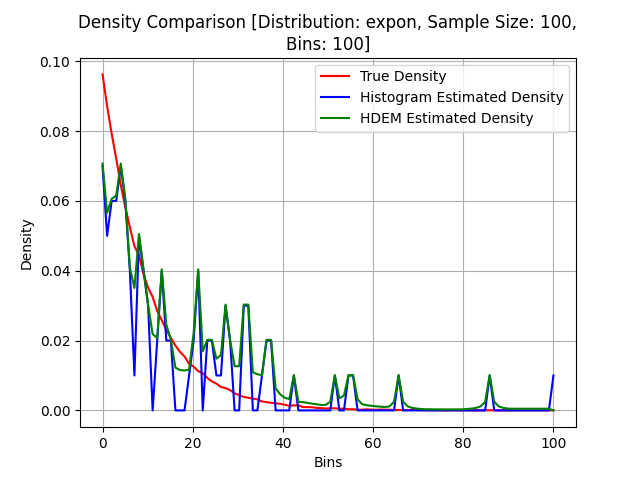 Density Comparison [Distribution: expon, Sample Size: 100,
Bins: 100]
True Density
Histogram Estimated Density
HDEM Estimated Density
Density
0.10
0.08
0.06
0.04
0.02
0.00
0
20
40
60
80
100
Bins